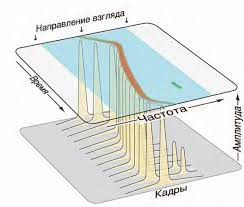 Направление взгляда
Время
Частота
Амплитуда
Кадры